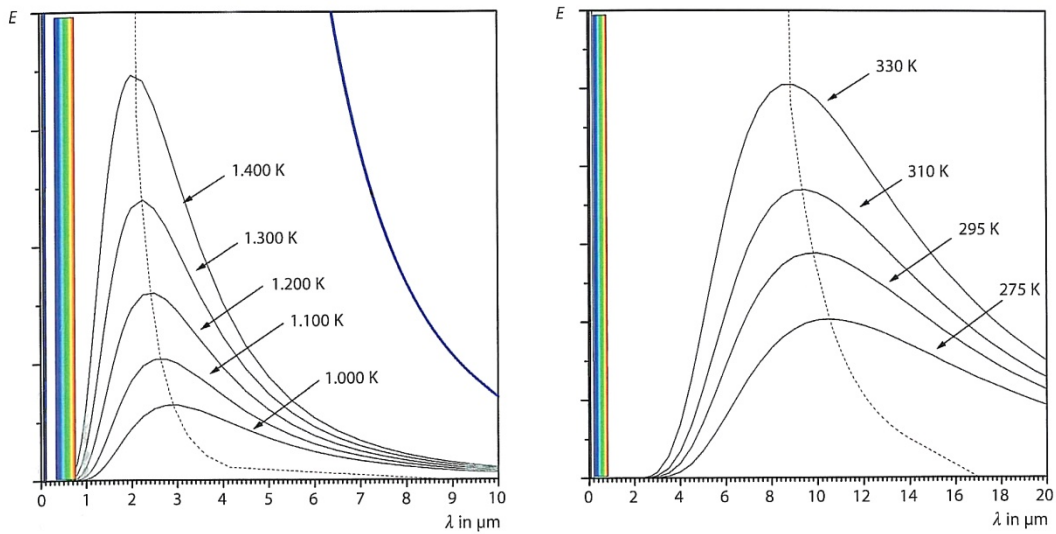 E
1.400 K
1.300 K
1.200 K
1.100 K
1.000 K
0 1 2 3 4 5 6 7 8 9 10
λ in μm
E
330 K
310 K
295 K
275 K
0 2 4 6 8 10 12 14 16 18 20
λ in μm